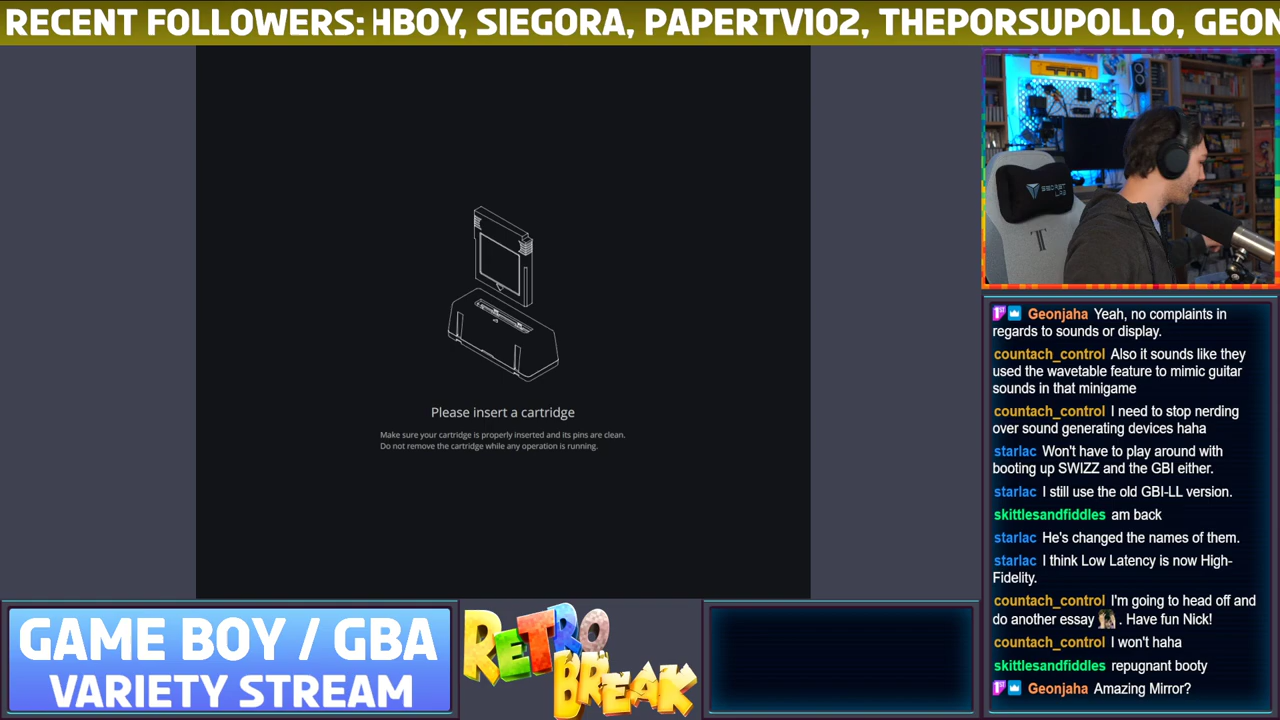 RECENT FOLLOWERS: HBOY, SIEGORA, PAPERTV102, THEPORSUPOLLO, GEON
Please insert a cartridge
Make sure your cartridge is properly inserted and its pins are clean.
Do not remove the cartridge while any operation is running.
SECRET
LAB
Geonjaha Yeah, no complaints in
regards to sounds or display.
countach_control Also it sounds like they
used the wavetable feature to mimic guitar
sounds in that minigame
countach_control I need to stop nerding
over sound generating devices haha
starlac Won't have to play around with
booting up SWIZZ and the GBI either.
starlac I still use the old GBI-LL version.
skittlesandfiddles am back
starlac He's changed the names of them.
starlac I think Low Latency is now High-
Fidelity.
countach_control I'm going to head off and
do another essay . Have fun Nick!
countach_control I won't haha
skittlesandfiddles repugnant booty
Geonjaha Amazing Mirror?
GAME BOY / GBA
VARIETY STREAM
RETRO
BREAK